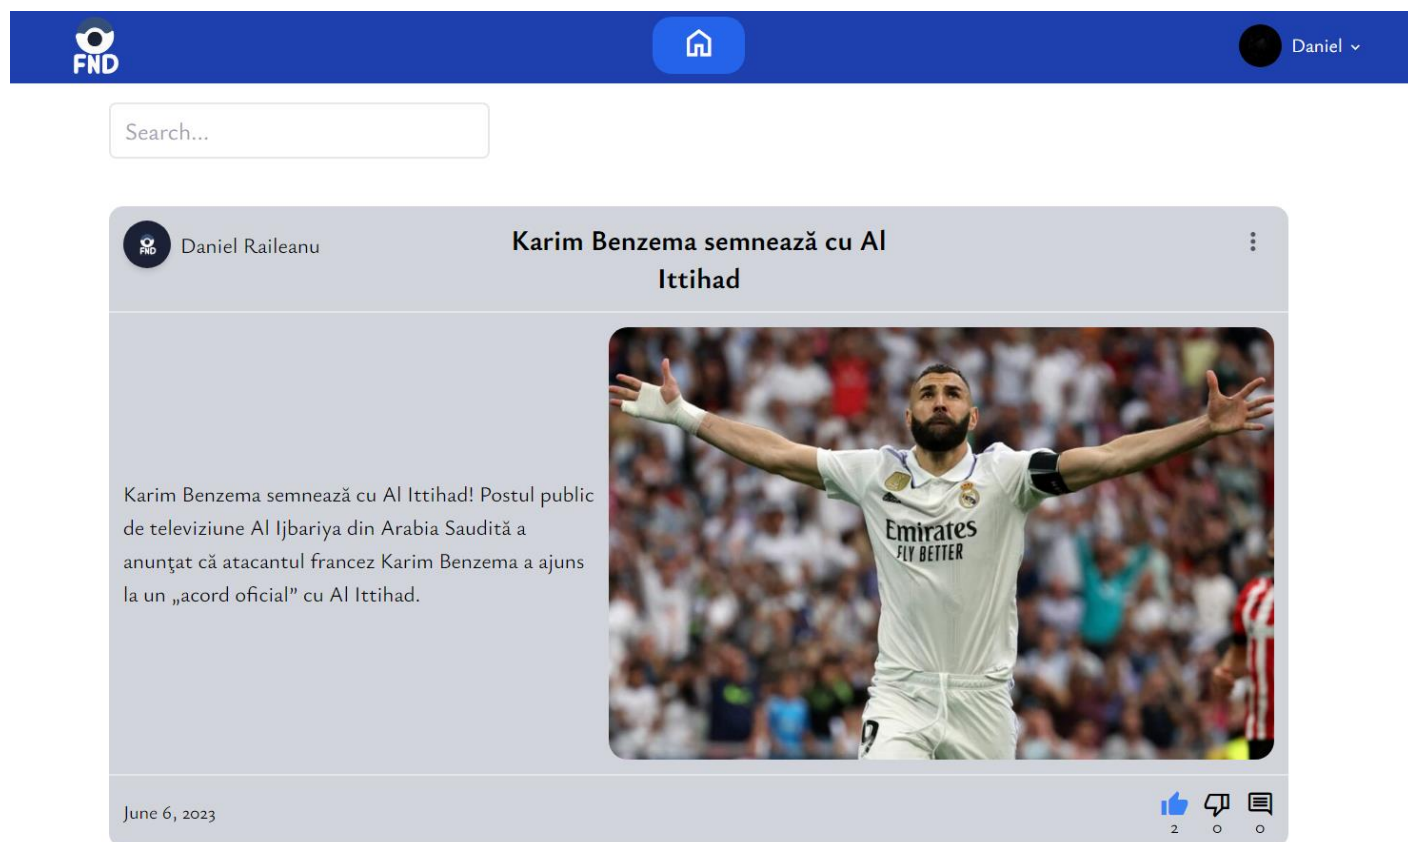 FND
Daniel
Search...
FND
Daniel Raileanu
Karim Benzema semnează cu Al
Ittihad
Karim Benzema semnează cu Al Ittihad! Postul public
de televiziune Al Ijbariya din Arabia Saudită a
anunţat că atacantul francez Karim Benzema a ajuns
la un „acord oficial” cu Al Ittihad.
Emirates
FLY BETTER
9
June 6, 2023
2 0 0